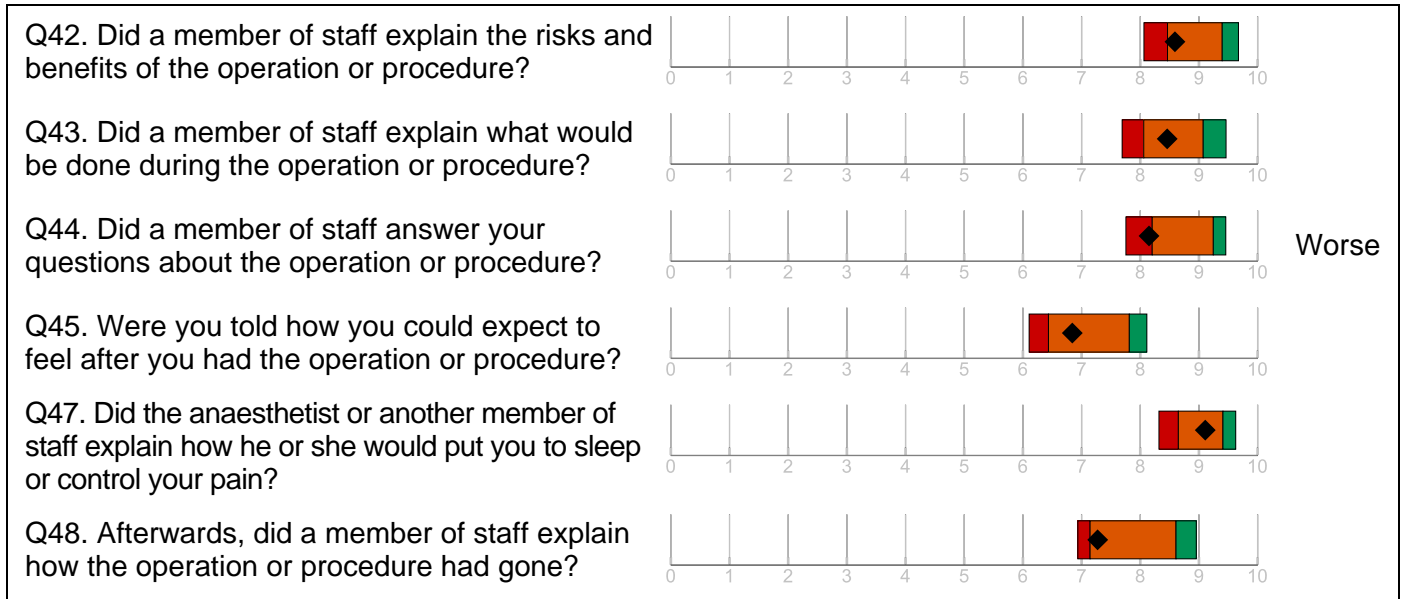 Q42. Did a member of staff explain the risks and
benefits of the operation or procedure?
0 1 2 3 4 5 6 7 8 9 10
Q43. Did a member of staff explain what would
be done during the operation or procedure?
0 1 2 3 4 5 6 7 8 9 10
Q44. Did a member of staff answer your
questions about the operation or procedure?
Worse
0 1 2 3 4 5 6 7 8 9 10
Q45. Were you told how you could expect to
feel after you had the operation or procedure?
0 1 2 3 4 5 6 7 8 9 10
Q47. Did the anaesthetist or another member of
staff explain how he or she would put you to sleep
or control your pain?
0 1 2 3 4 5 6 7 8 9 10
Q48. Afterwards, did a member of staff explain
how the operation or procedure had gone?
0 1 2 3 4 5 6 7 8 9 10